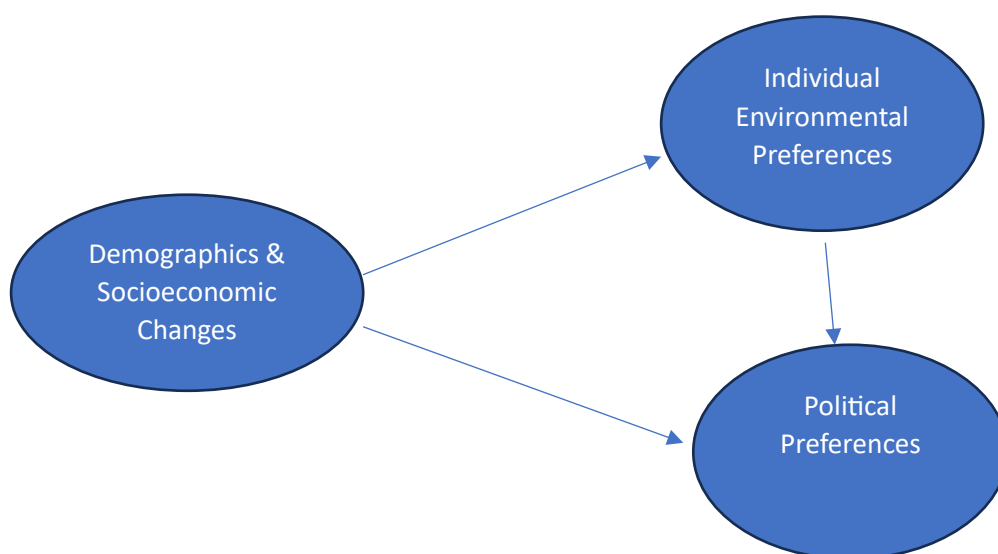 Individual
Environmental
Preferences
Demographics &
Socioeconomic
Changes
Political
Preferences